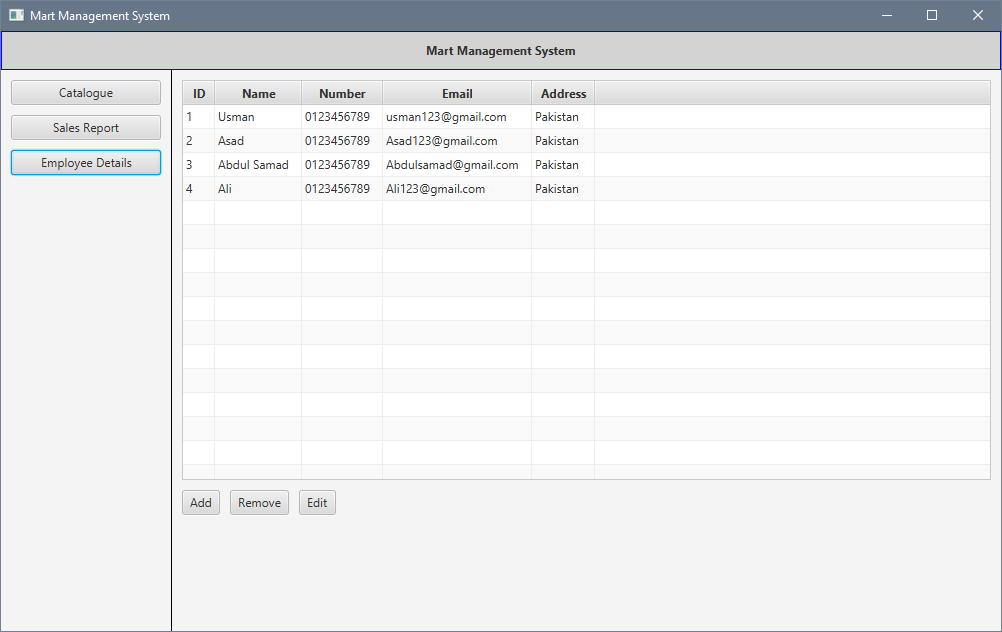 Mart Management System
Mart Management System
Catalogue
Sales Report
Employee Details
ID Name Number Email Address
1 Usman 0123456789 usman123@gmail.com Pakistan
2 Asad 0123456789 Asad123@gmail.com Pakistan
3 Abdul Samad 0123456789 Abdulsamad@gmail.com Pakistan
4 Ali 0123456789 Ali123@gmail.com Pakistan
Add Remove Edit